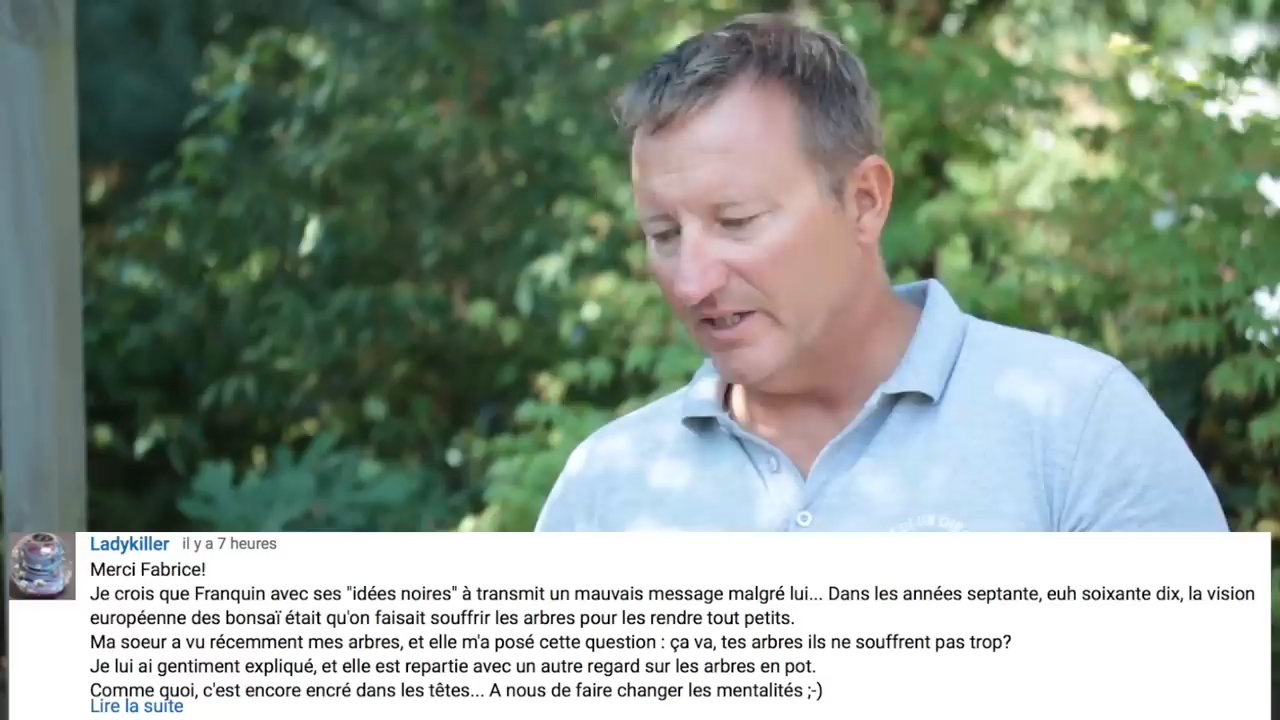 Ladykiller il y a 7 heures
Merci Fabrice!
Je crois que Franquin avec ses "idées noires" à transmit un mauvais message malgré lui... Dans les années septante, euh soixante dix, la vision
européenne des bonsaï était qu'on faisait souffrir les arbres pour les rendre tout petits.
Ma soeur a vu récemment mes arbres, et elle m'a posé cette question : ça va, tes arbres ils ne souffrent pas trop?
Je lui ai gentiment expliqué, et elle est repartie avec un autre regard sur les arbres en pot.
Comme quoi, c'est encore encré dans les têtes... A nous de faire changer les mentalités ;-)
Lire la suite